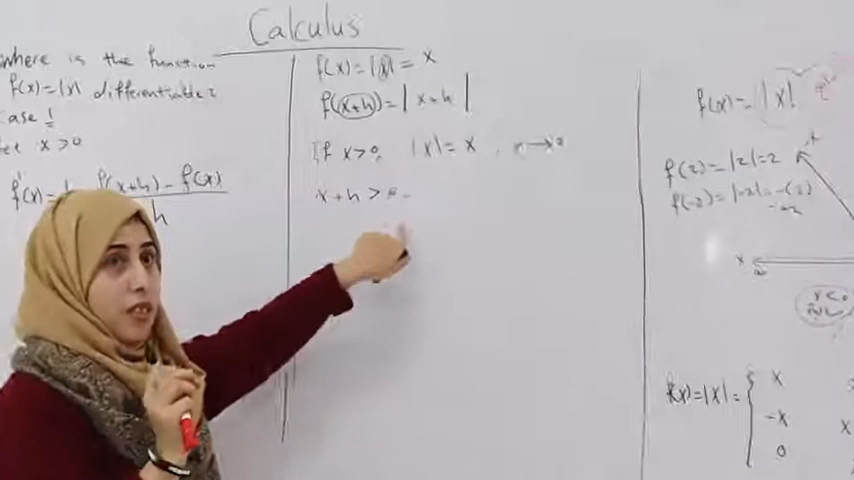 Calculus
where is the function
f(x)=|x| differentiable?
case 1
let x>0
f'(x)= f(x+h) - f(x)
h
f(x)=|x| = x
f(x+h)=|x+h|
If x>0, |x|=x
x+h>0
f(x)=|x|
f(2)=|2|=2
f(-2)=|-2|=-(2)
x
x<0
f(x)=|x|= { x
-x x
0